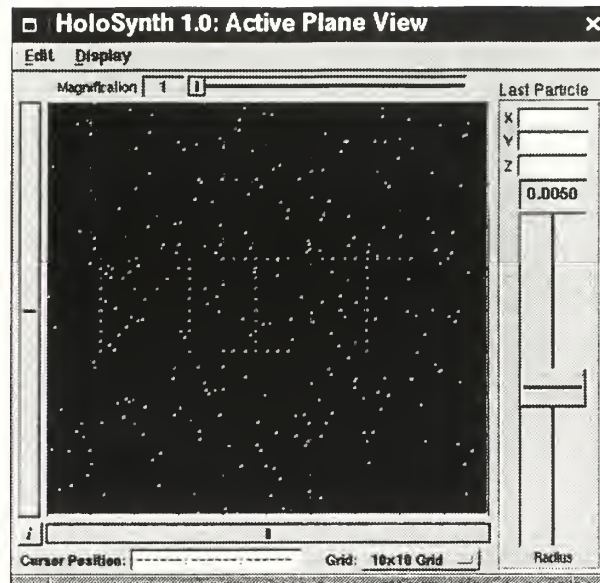 HoloSynth 1.0: Active Plane View
Edit Display
Magnification 1
Last Particle
X
Y
Z
0.0050
i
Cursor Position:
Grid: 10x10 Grid
Radius